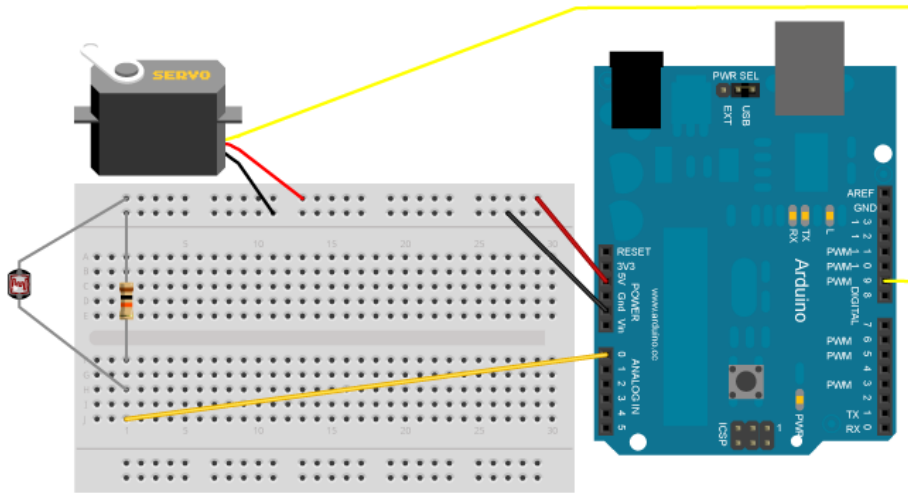 SERVO
PWR SEL
EXT
USB
AREF
GND
13
12
PWM 11
PWM 10
PWM 9
8
RX
TX
L
Arduino
DIGITAL
www.arduino.cc
RESET
3V3
5V
Gnd
Vin
POWER
5 10 15 20 25 30
A A
B B
C C
D D
E E
G
H H
I
J J
1 5 10 15 20 25 30
0
1
2
3
4
5
ANALOG IN
7
PWM 6
PWM 5
4
PWM 3
2
TX 1
RX 0
ICSP
1
PWR